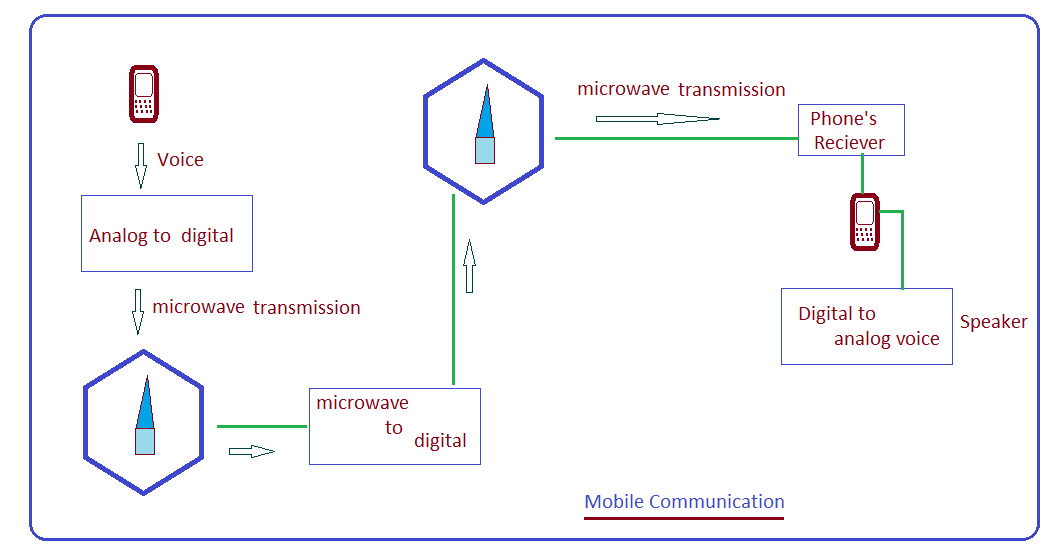 Voice
Analog to digital
microwave transmission
microwave
to
digital
microwave transmission
Phone's
Reciever
Digital to
analog voice
Speaker
Mobile Communication